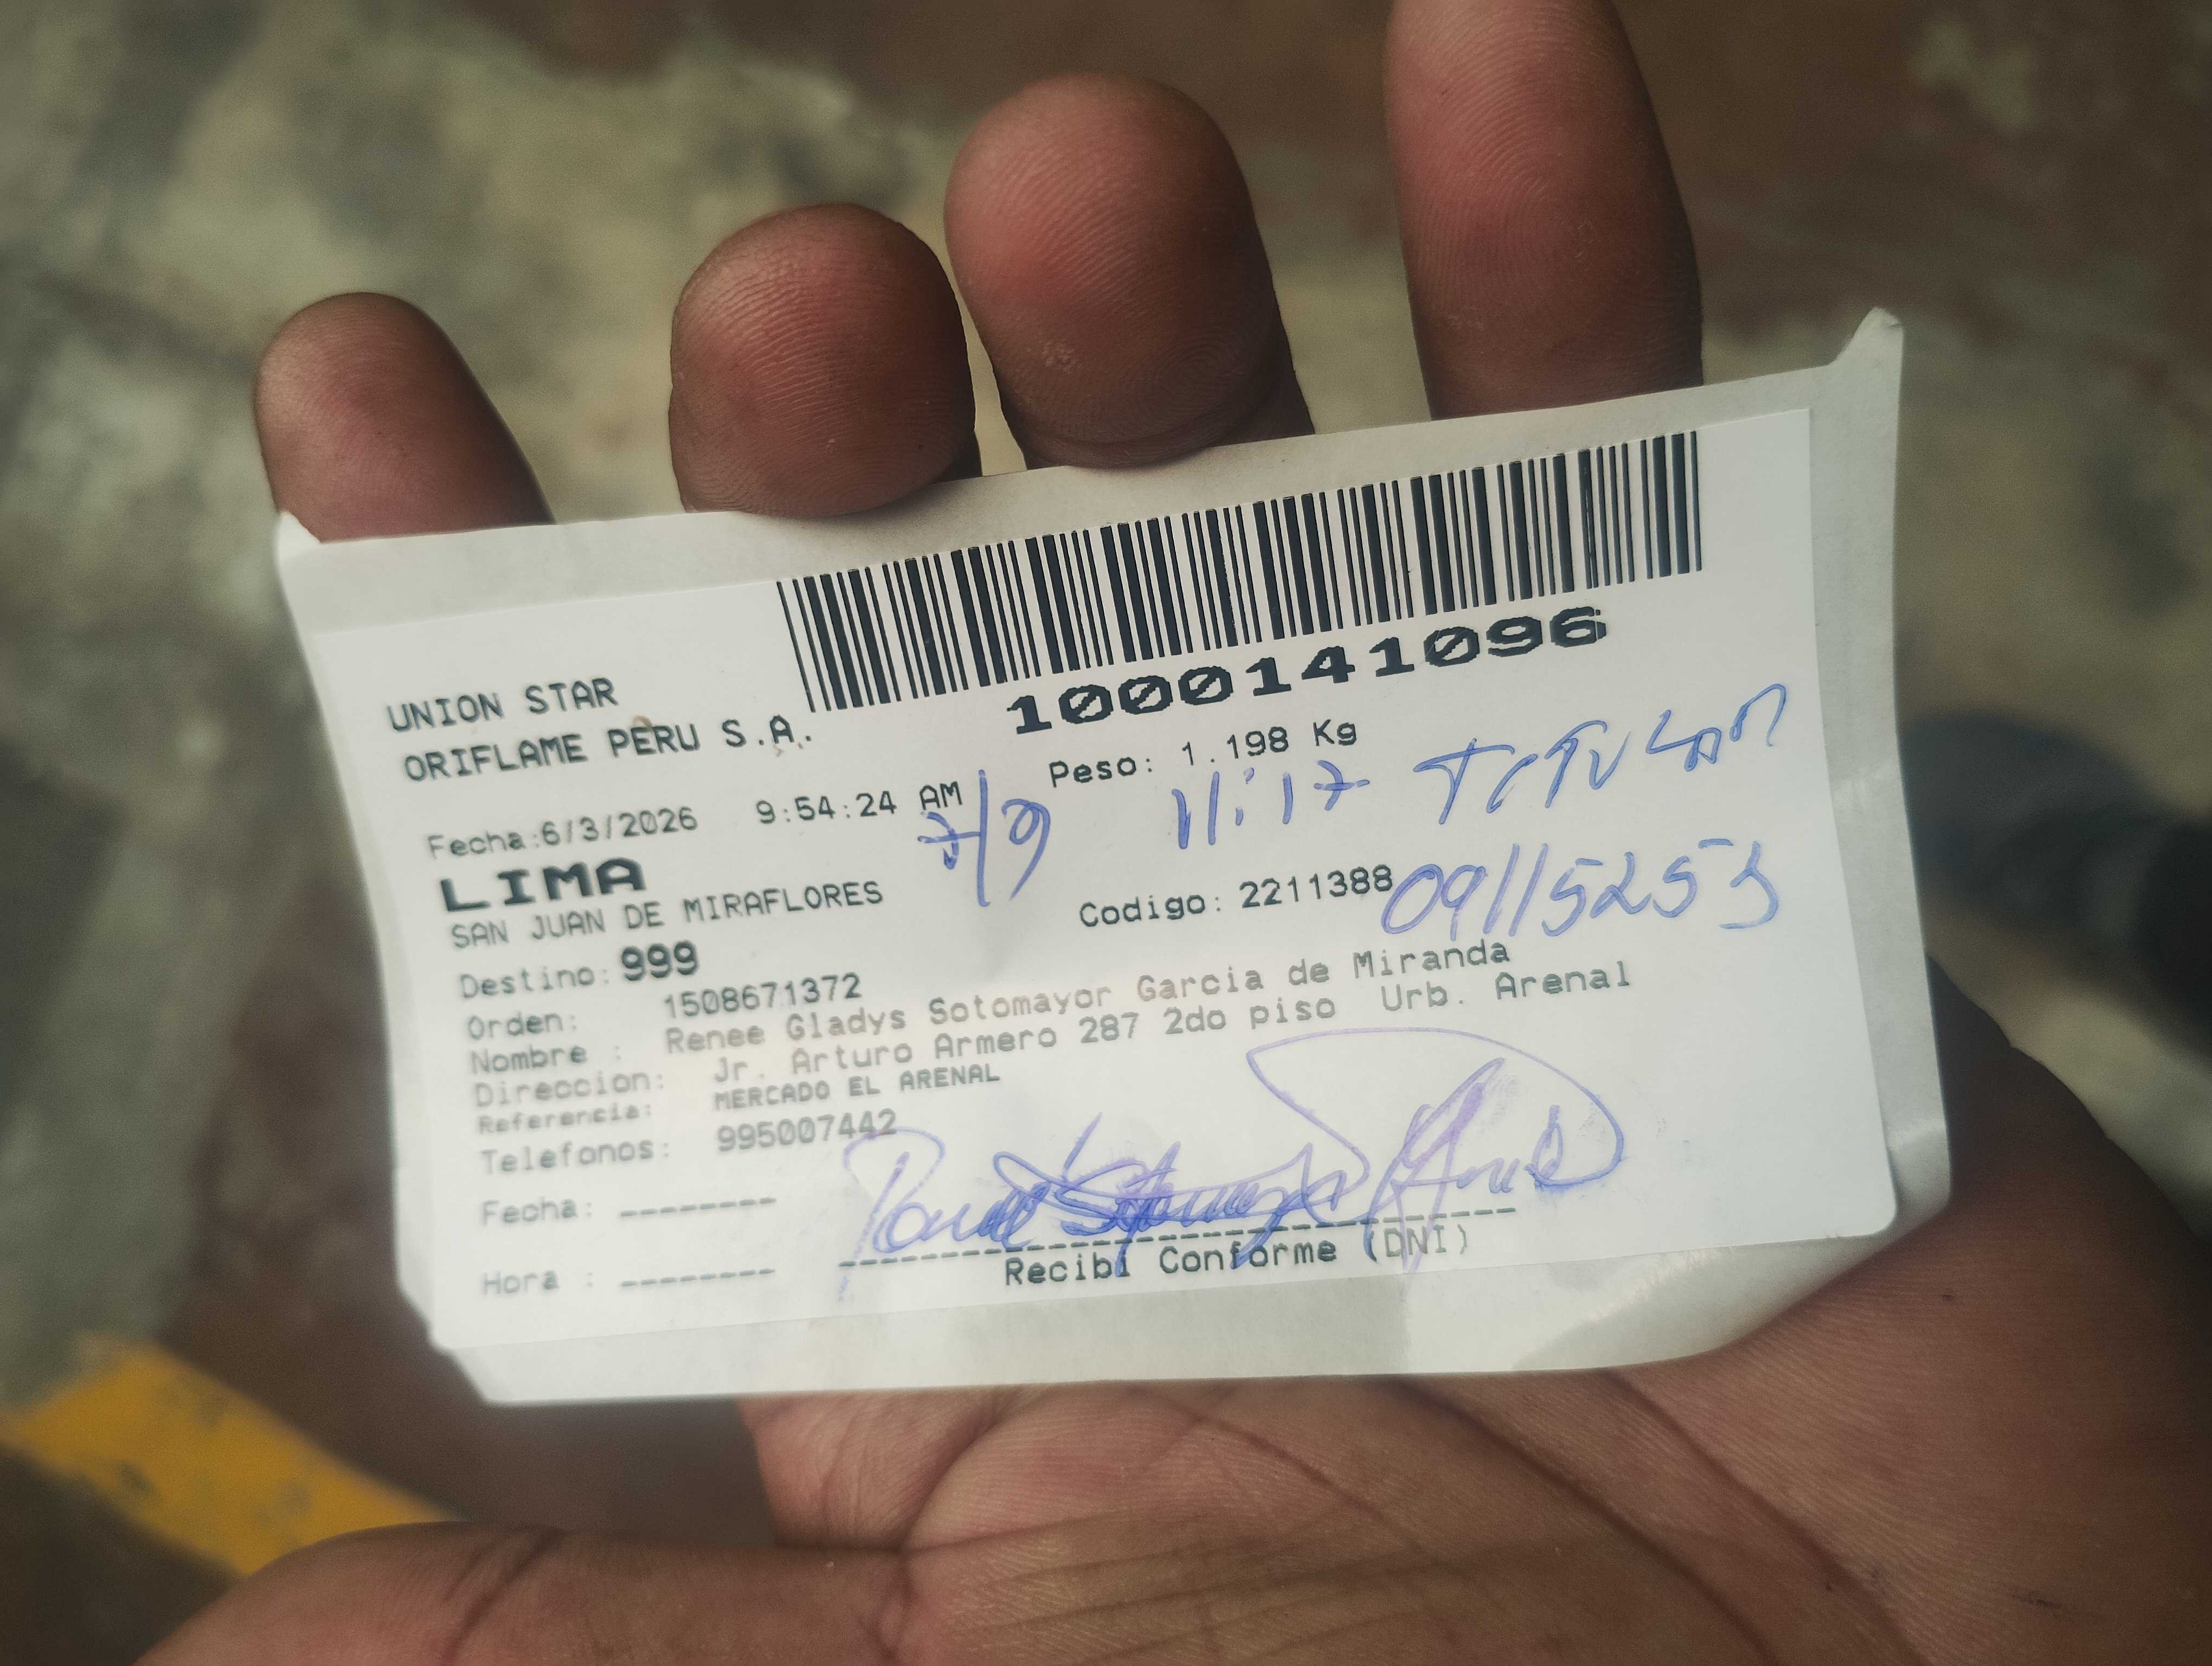 1000141096
UNION STAR
ORIFLAME PERU S.A.
Peso: 1.198 Kg
Fecha:6/3/2026 9:54:24 AM
7/9 11:17 TITULAR
LIMA
SAN JUAN DE MIRAFLORES
Codigo: 2211388
09115253
Destino: 999
Orden: 1508671372
Nombre : Renee Gladys Sotomayor Garcia de Miranda
Direccion: Jr. Arturo Armero 287 2do piso Urb. Arenal
Referencia: MERCADO EL ARENAL
Telefonos: 995007442
Fecha: --------
Hora : --------
Recibi Conforme (DNI)